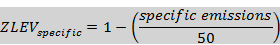 ZLEV_specific = 1 − (specific emissions / 50)